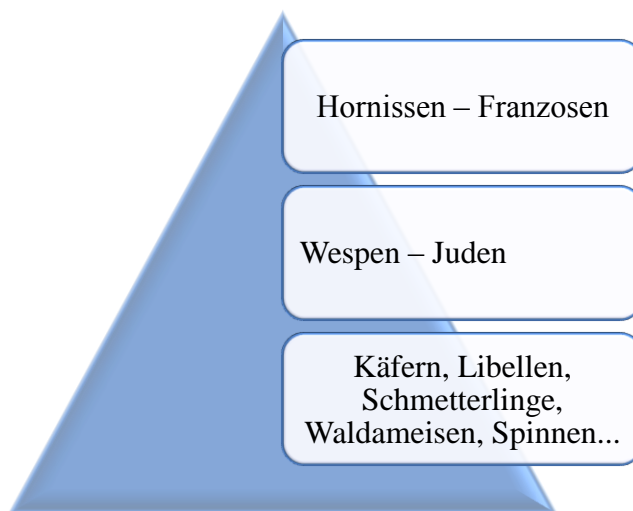 Hornissen – Franzosen
Wespen – Juden
Käfern, Libellen,
Schmetterlinge,
Waldameisen, Spinnen...